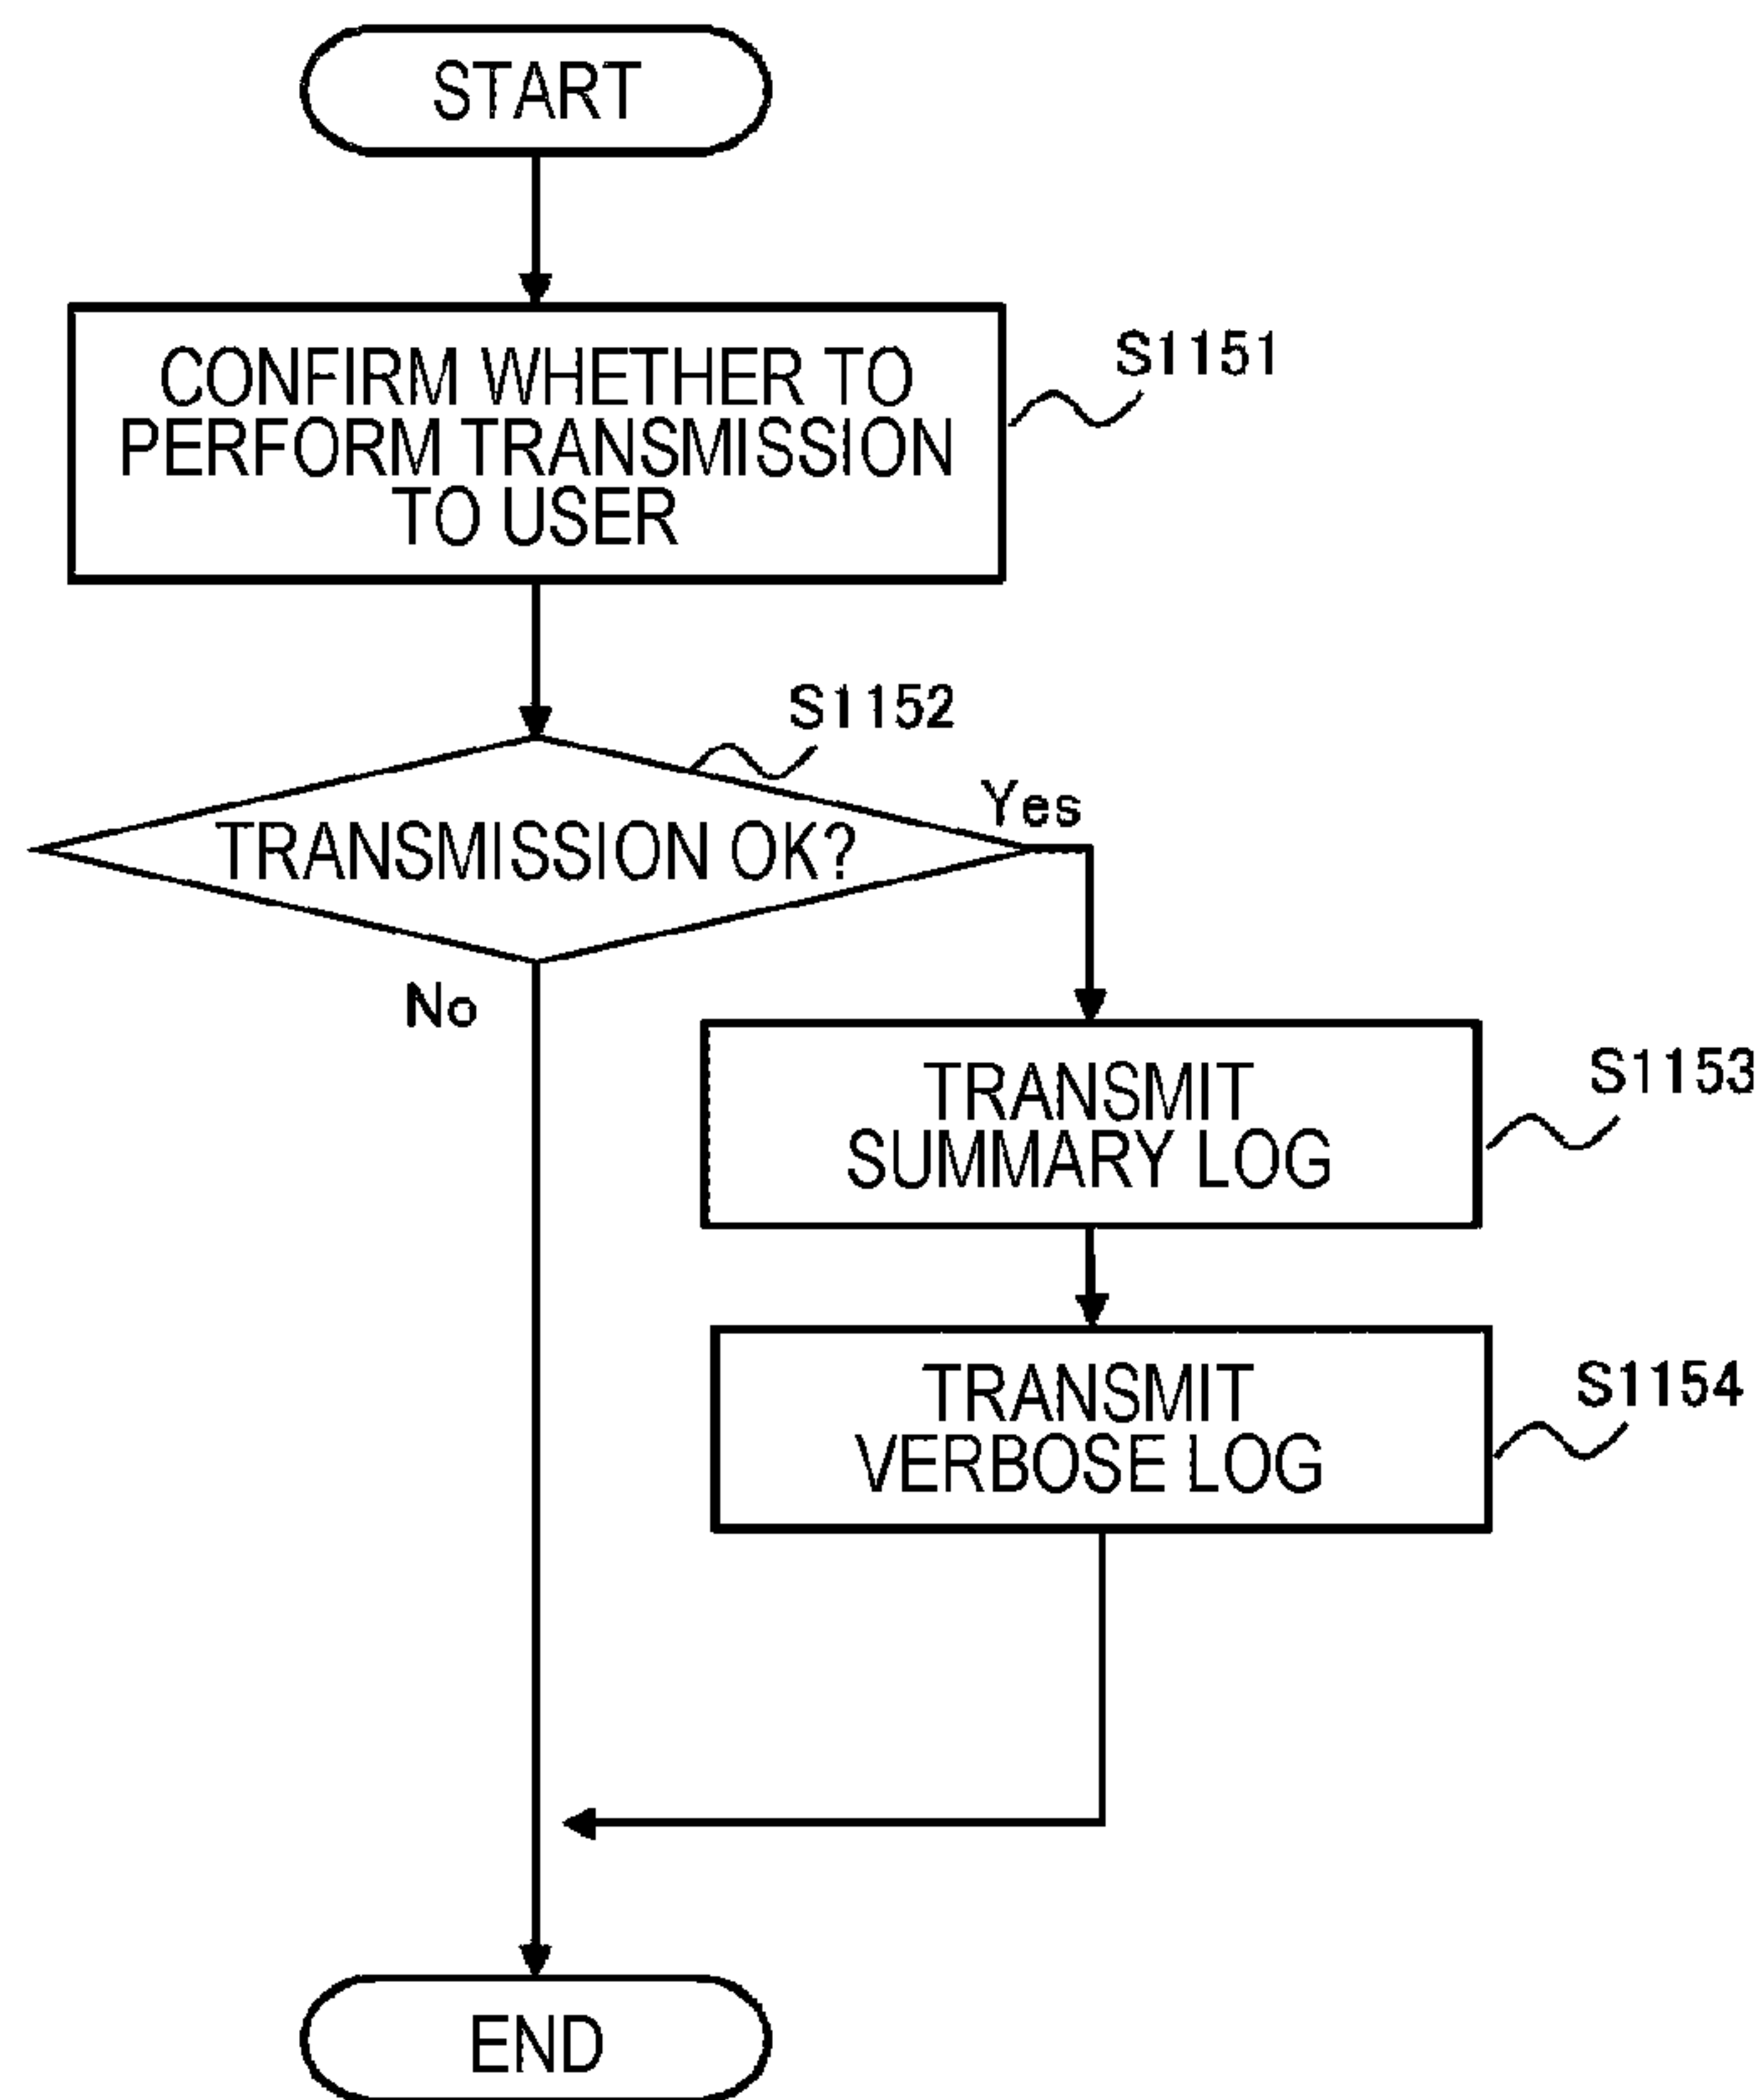 START
CONFIRM WHETHER TO
PERFORM TRANSMISSION
TO USER
S1151
S1152
TRANSMISSION OK?
Yes
No
TRANSMIT
SUMMARY LOG
S1153
TRANSMIT
VERBOSE LOG
S1154
END